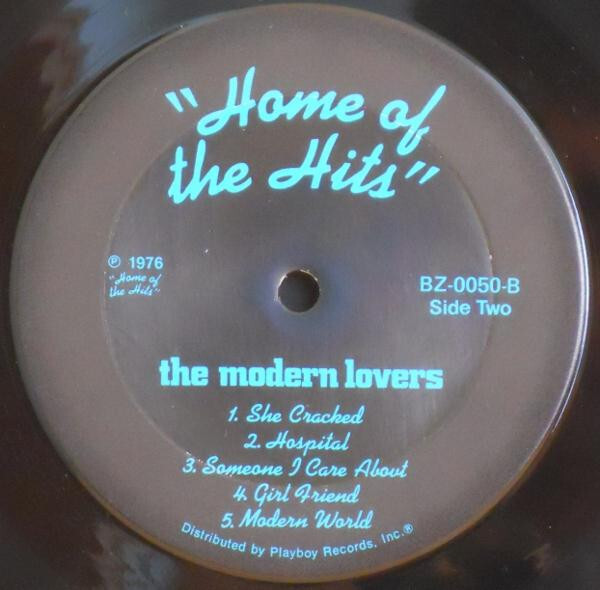 "Home of
the Hits"
℗ 1976
"Home of
the Hits"
BZ-0050-B
Side Two
the modern lovers
1. She Cracked
2. Hospital
3. Someone I Care About
4. Girl Friend
5. Modern World
Distributed by Playboy Records, Inc.®